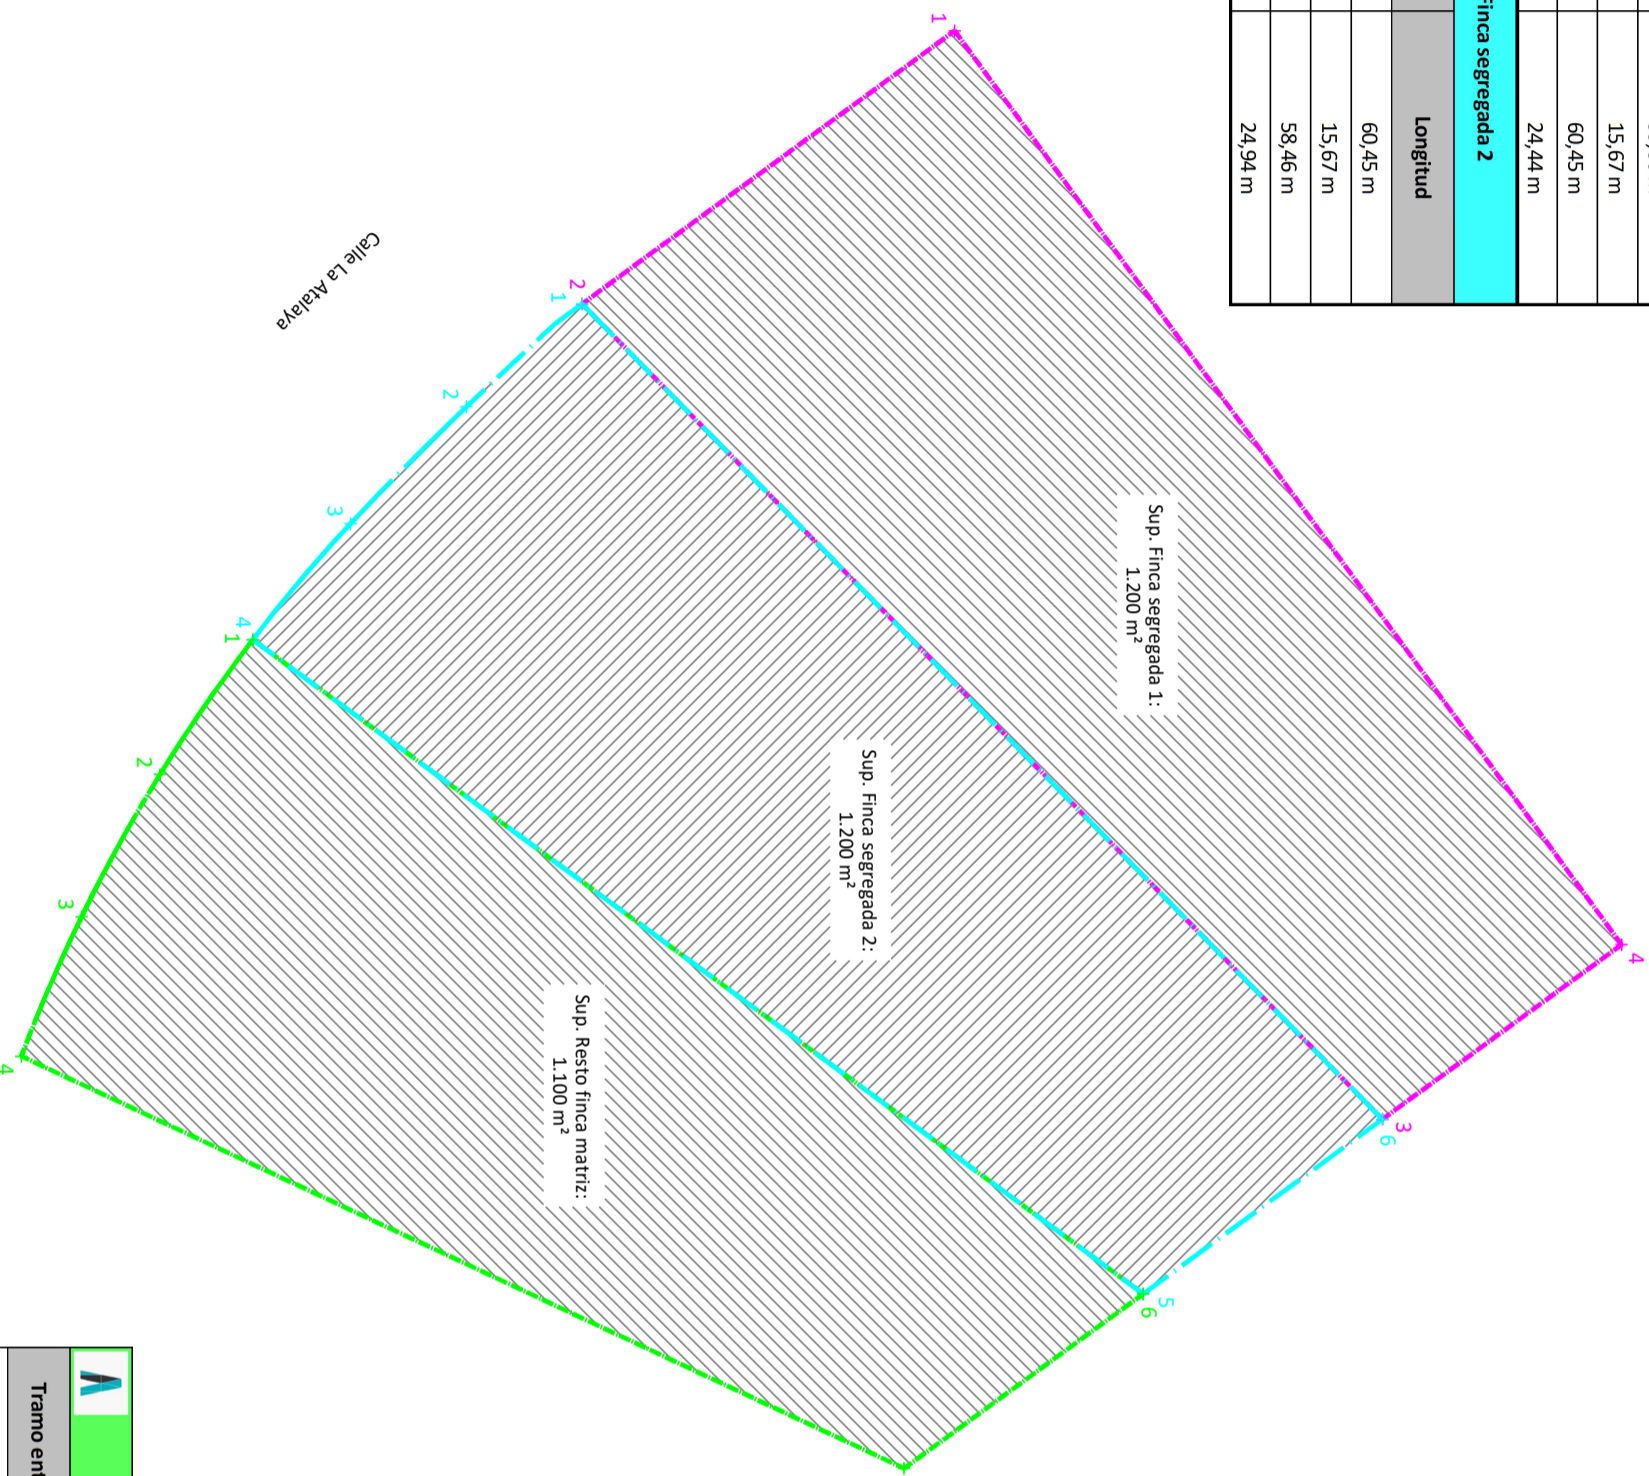 15,67 m
60,45 m
24,44 m
Finca segregada 2
Longitud
60,45 m
15,67 m
58,46 m
24,94 m
4
3
6
5
6
Sup. Finca segregada 1:
1.200 m²
1
Sup. Finca segregada 2:
1.200 m²
2
1
Sup. Resto finca matriz:
1.100 m²
2
Calle La Atalaya
3
4
1
2
3
4
Tramo